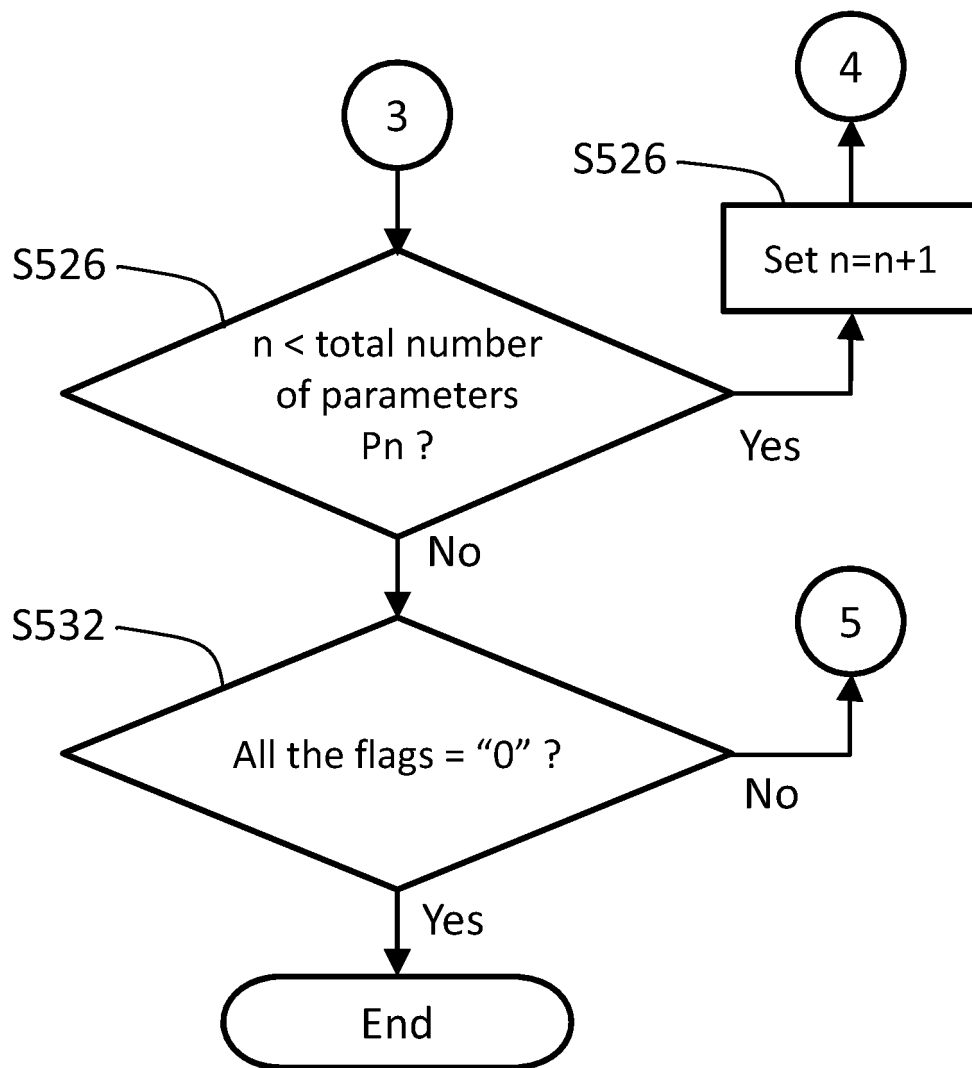 4
3
S526
Set n=n+1
S526
n < total number
of parameters
Pn ?
Yes
No
S532
5
All the flags = “0” ?
No
Yes
End